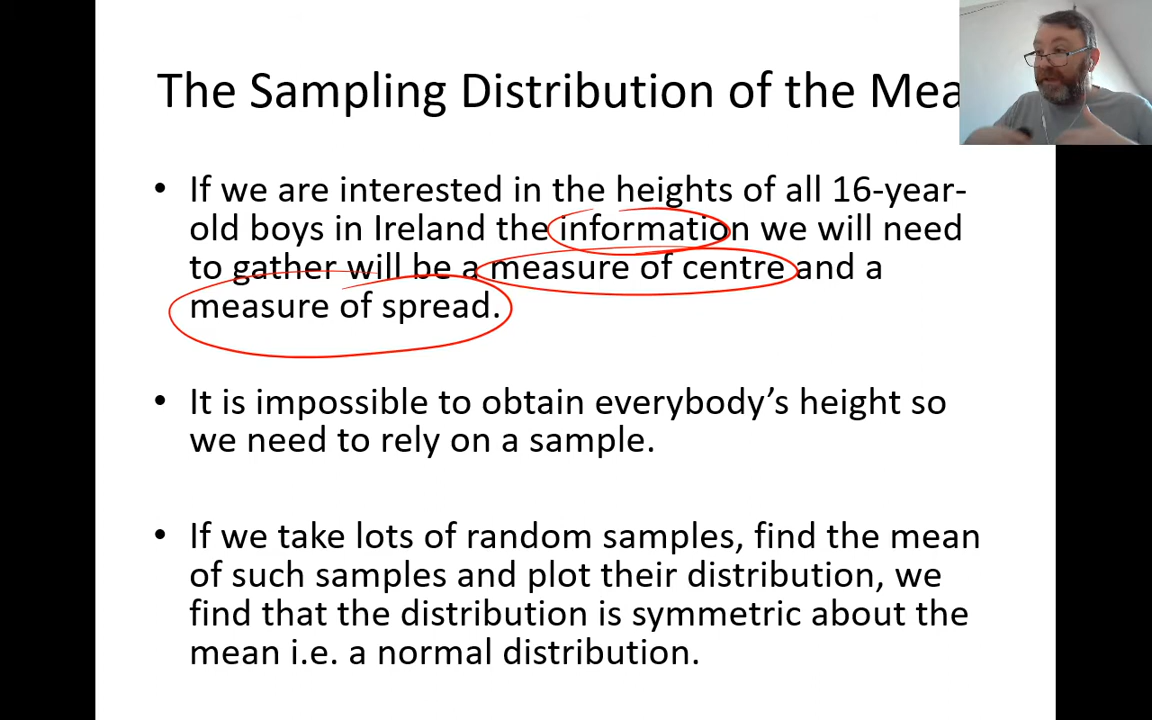 The Sampling Distribution of the Mea
• If we are interested in the heights of all 16-year-
old boys in Ireland the information we will need
to gather will be a measure of centre and a
measure of spread.
• It is impossible to obtain everybody’s height so
we need to rely on a sample.
• If we take lots of random samples, find the mean
of such samples and plot their distribution, we
find that the distribution is symmetric about the
mean i.e. a normal distribution.